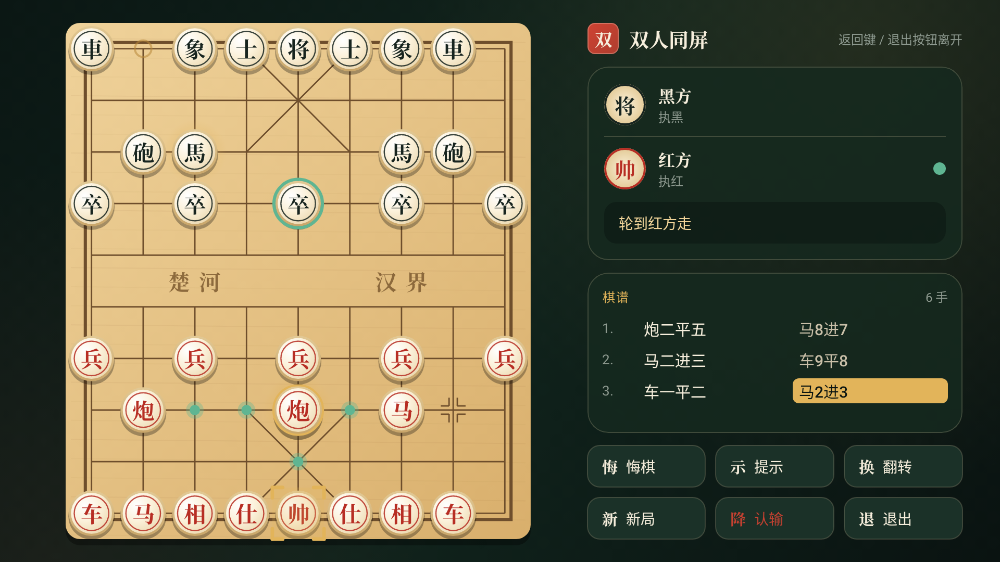 車 象 士 将 士 象 車
砲 馬 馬 砲
卒 卒 卒 卒 卒
楚河 汉界
兵 兵 兵 兵 兵
炮 炮 马
车 马 相 仕 帅 仕 相 车
双 双人同屏 返回键 / 退出按钮离开
将 黑方
执黑
帅 红方
执红
轮到红方走
棋谱 6 手
1. 炮二平五 马8进7
2. 马二进三 车9平8
3. 车一平二 马2进3
悔 悔棋 示 提示 换 翻转
新 新局 降 认输 退 退出